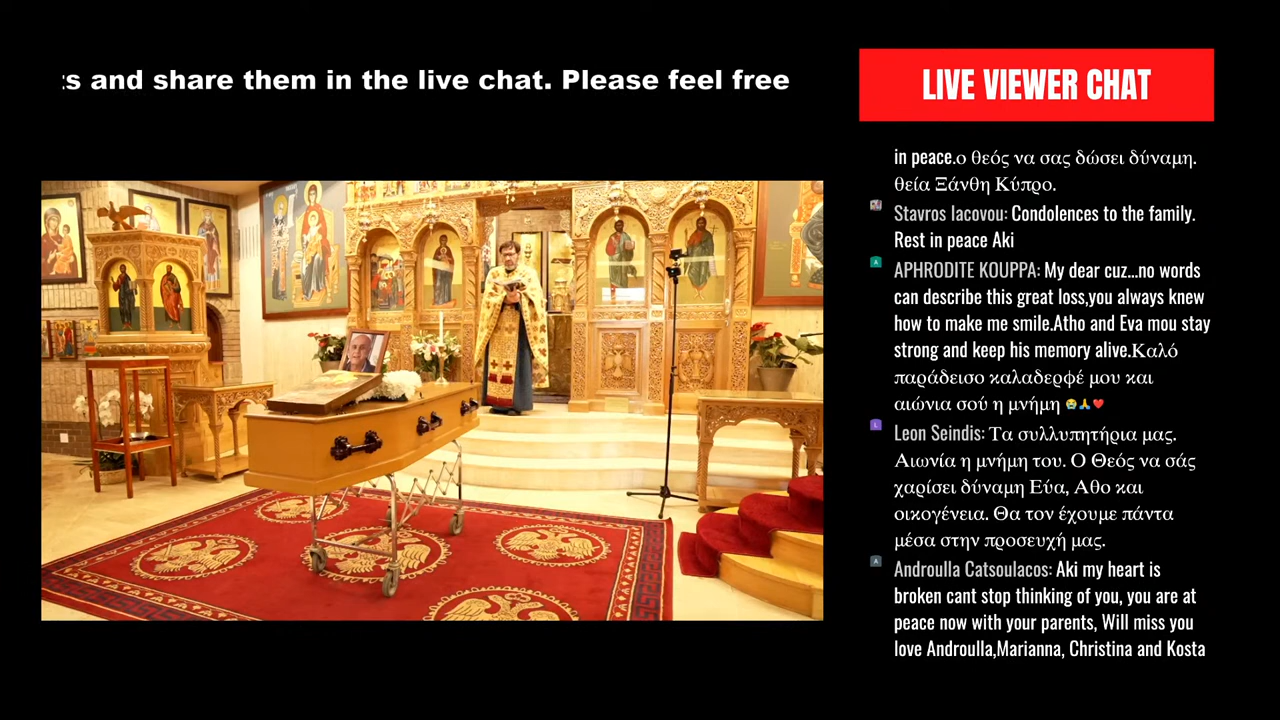 s and share them in the live chat. Please feel free
LIVE VIEWER CHAT
in peace.ο θεός να σας δώσει δύναμη.
θεία Ξάνθη Κύπρο.
Stavros Iacovou: Condolences to the family.
Rest in peace Aki
APHRODITE KOUPPA: My dear cuz...no words
can describe this great loss,you always knew
how to make me smile.Atho and Eva mou stay
strong and keep his memory alive.Καλό
παράδεισο καλαδερφέ μου και
αιώνια σού η μνήμη 😭🙏❤️
Leon Seindis: Τα συλλυπητήρια μας.
Αιωνία η μνήμη του. Ο Θεός να σάς
χαρίσει δύναμη Εύα, Αθο και
οικογένεια. Θα τον έχουμε πάντα
μέσα στην προσευχή μας.
Androulla Catsoulacos: Aki my heart is
broken cant stop thinking of you, you are at
peace now with your parents, Will miss you
love Androulla,Marianna, Christina and Kosta